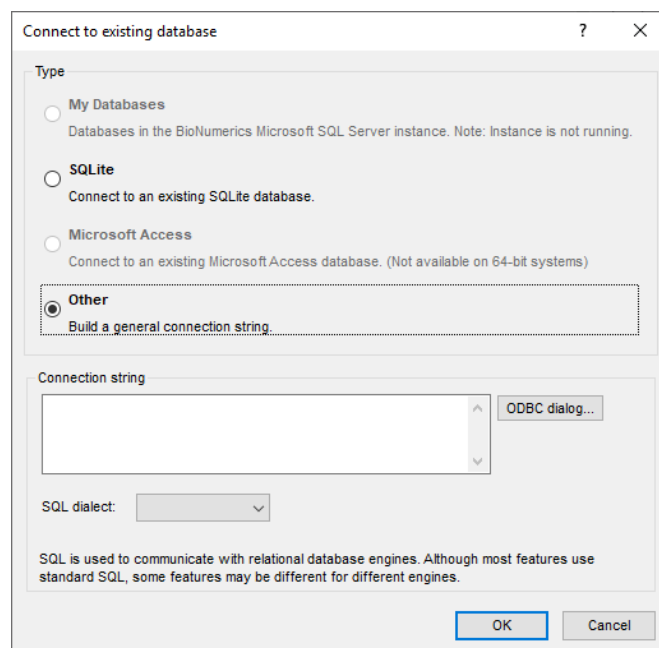 Connect to existing database
Type
My Databases
Databases in the BioNumerics Microsoft SQL Server instance. Note: Instance is not running.
SQLite
Connect to an existing SQLite database.
Microsoft Access
Connect to an existing Microsoft Access database. (Not available on 64-bit systems)
Other
Build a general connection string.
Connection string
ODBC dialog...
SQL dialect:
SQL is used to communicate with relational database engines. Although most features use
standard SQL, some features may be different for different engines.
OK Cancel